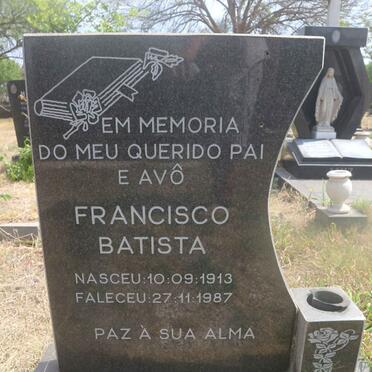 EM MEMORIA
DO MEU QUERIDO PAI
E AVÔ
FRANCISCO
BATISTA
NASCEU:10:09:1913
FALECEU:27:11:1987
PAZ À SUA ALMA